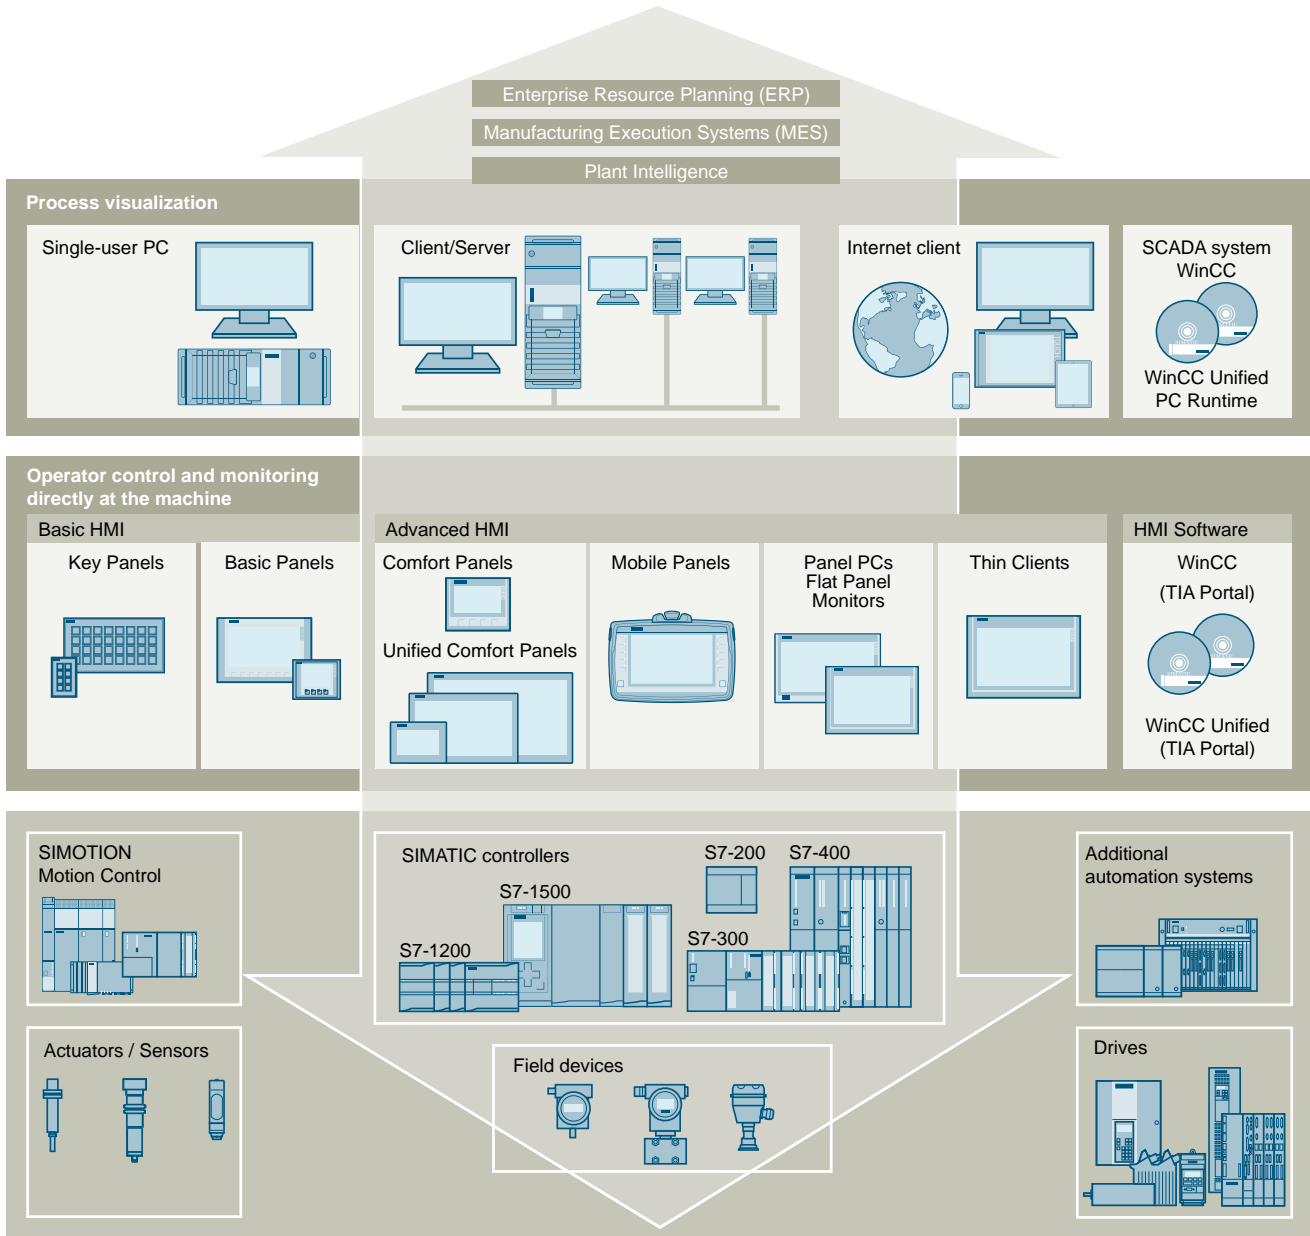 Enterprise Resource Planning (ERP)
Manufacturing Execution Systems (MES)
Plant Intelligence
Process visualization
Single-user PC
Client/Server
Internet client
SCADA system
WinCC
WinCC Unified
PC Runtime
Operator control and monitoring
directly at the machine
Basic HMI
Key Panels
Basic Panels
Advanced HMI
Comfort Panels
Unified Comfort Panels
Mobile Panels
Panel PCs
Flat Panel
Monitors
Thin Clients
HMI Software
WinCC
(TIA Portal)
WinCC Unified
(TIA Portal)
SIMOTION
Motion Control
SIMATIC controllers
S7-200
S7-400
S7-1500
S7-300
S7-1200
Additional
automation systems
Actuators / Sensors
Field devices
Drives